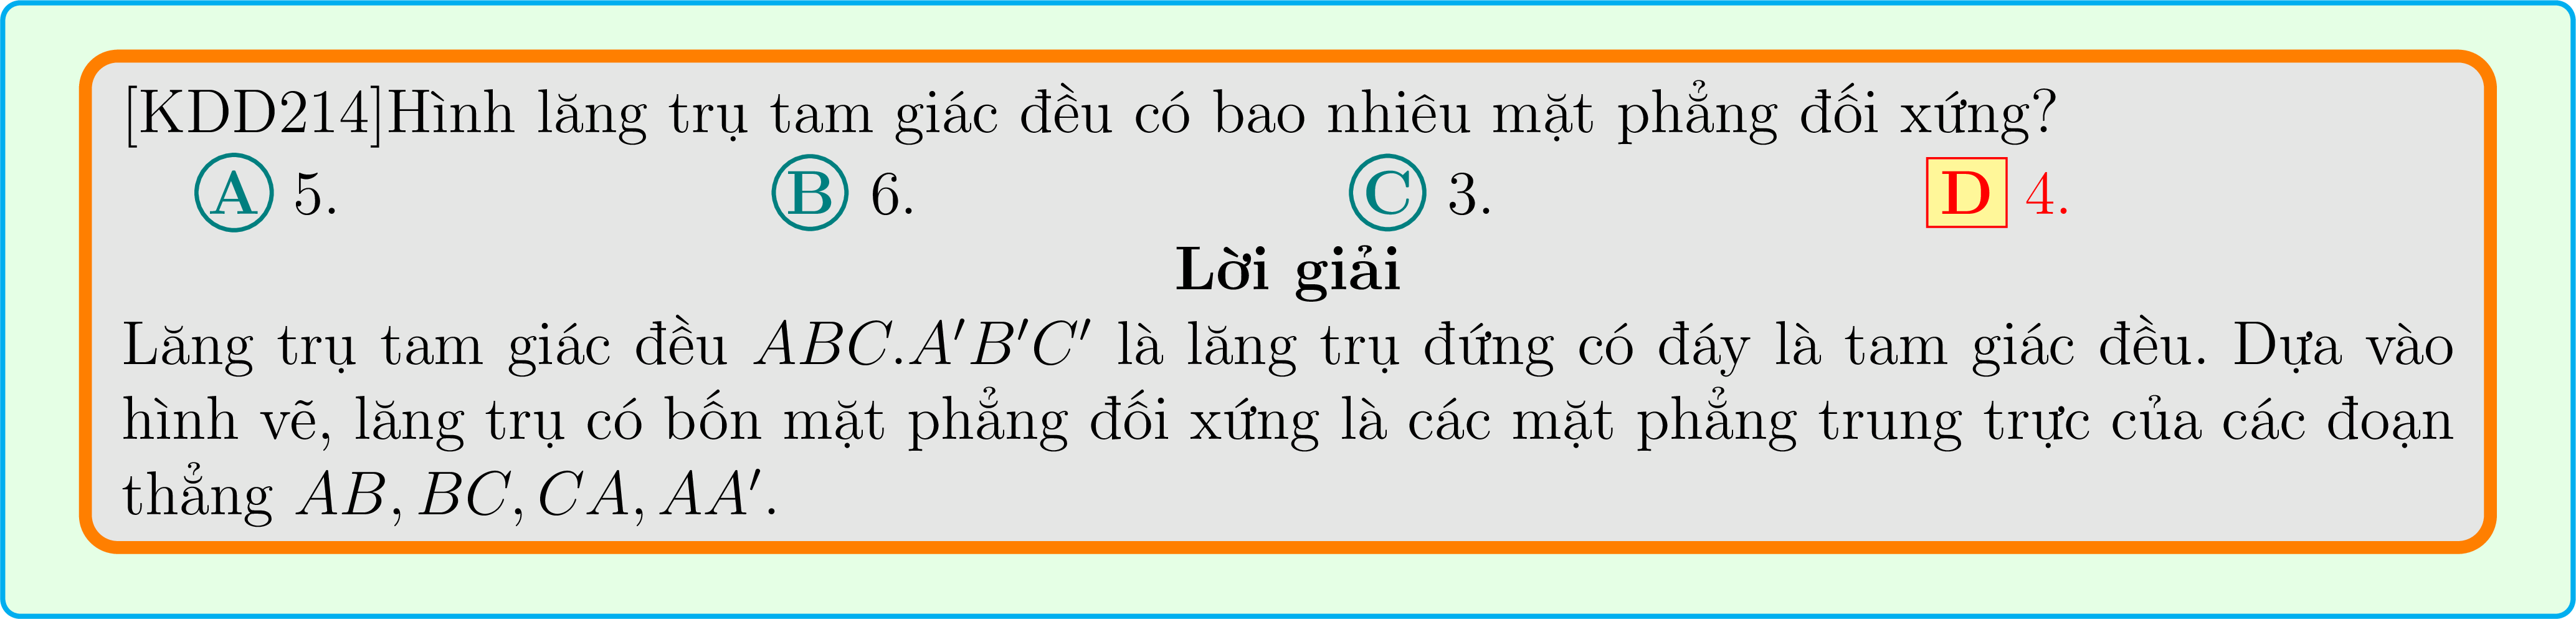 [KDD214]Hình lăng trụ tam giác đều có bao nhiêu mặt phẳng đối xứng?
A 5. B 6. C 3. D 4.
Lời giải
Lăng trụ tam giác đều ABC.A′B′C′ là lăng trụ đứng có đáy là tam giác đều. Dựa vào
hình vẽ, lăng trụ có bốn mặt phẳng đối xứng là các mặt phẳng trung trực của các đoạn
thẳng AB, BC, CA, AA′.